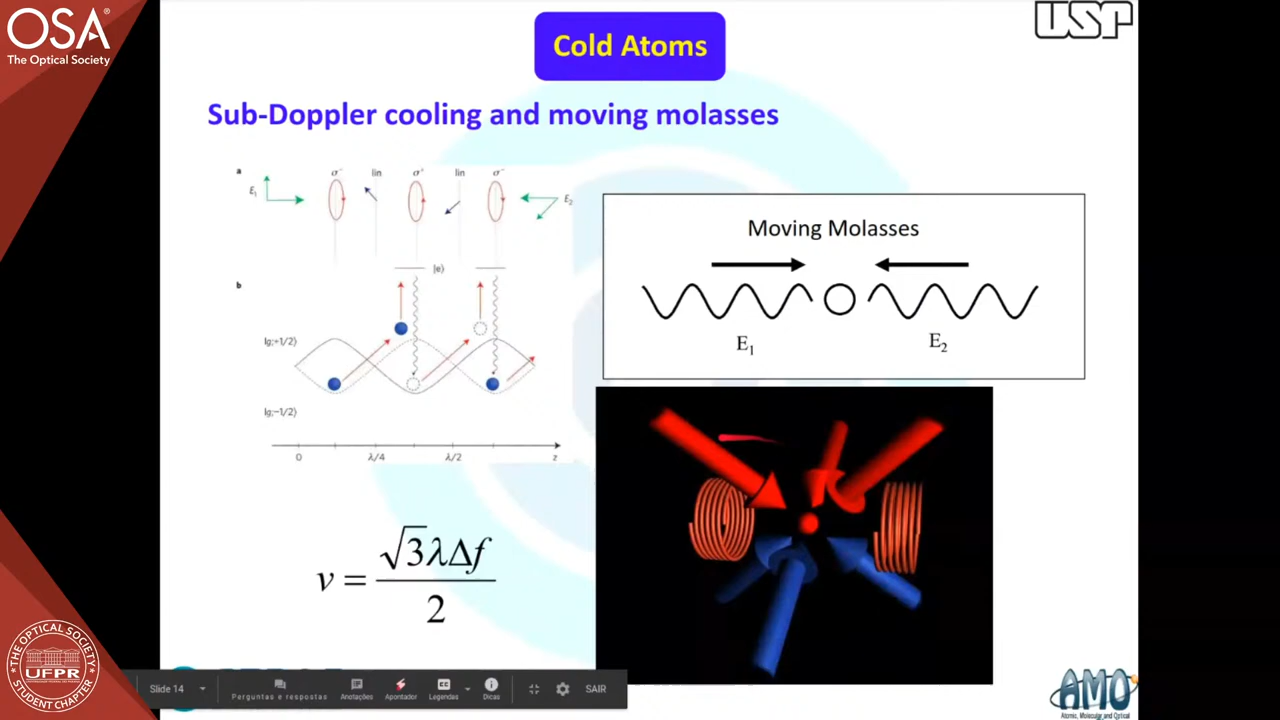 OSA
The Optical Society
Cold Atoms
USP
Sub-Doppler cooling and moving molasses
a
σ⁻ lin σ⁺ lin σ⁻
E₁
E₂
|e⟩
b
|g;+1/2⟩
|g;−1/2⟩
0 λ/4 λ/2 z
Moving Molasses
E₁ E₂
v = √3λΔf / 2
THE OPTICAL SOCIETY
UFPR
STUDENT CHAPTER
Slide 14
Perguntas e respostas
Anotações
Apontador
CC
Legendas
Dicas
SAIR
AMO
Atomic, Molecular and Optical